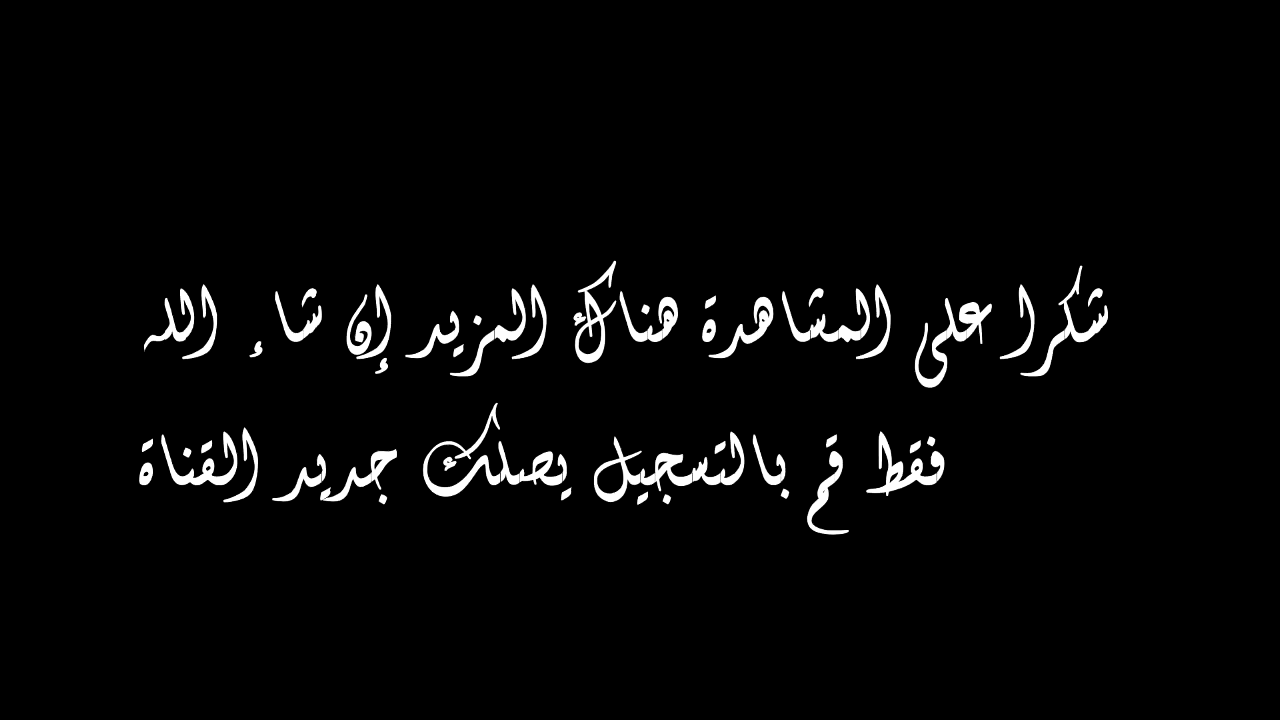 شكرا على المشاهدة هناك المزيد إن شاء الله
فقط قم بالتسجيل يصلك جديد القناة